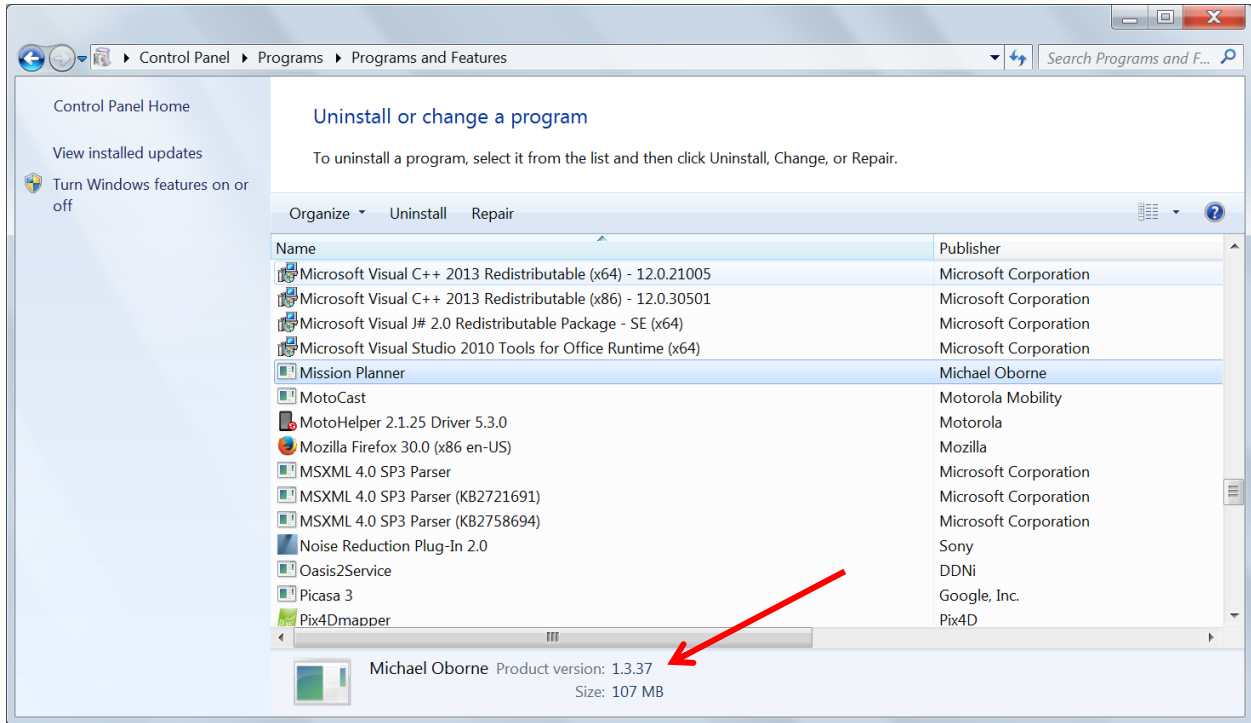 Control Panel Programs Programs and Features
Search Programs and F...
Control Panel Home
View installed updates
Turn Windows features on or
off
Uninstall or change a program
To uninstall a program, select it from the list and then click Uninstall, Change, or Repair.
Organize Uninstall Repair
Name Publisher
Microsoft Visual C++ 2013 Redistributable (x64) - 12.0.21005 Microsoft Corporation
Microsoft Visual C++ 2013 Redistributable (x86) - 12.0.30501 Microsoft Corporation
Microsoft Visual J# 2.0 Redistributable Package - SE (x64) Microsoft Corporation
Microsoft Visual Studio 2010 Tools for Office Runtime (x64) Microsoft Corporation
Mission Planner Michael Oborne
MotoCast Motorola Mobility
MotoHelper 2.1.25 Driver 5.3.0 Motorola
Mozilla Firefox 30.0 (x86 en-US) Mozilla
MSXML 4.0 SP3 Parser Microsoft Corporation
MSXML 4.0 SP3 Parser (KB2721691) Microsoft Corporation
MSXML 4.0 SP3 Parser (KB2758694) Microsoft Corporation
Noise Reduction Plug-In 2.0 Sony
Oasis2Service DDNi
Picasa 3 Google, Inc.
Pix4Dmapper Pix4D
Michael Oborne Product version: 1.3.37
Size: 107 MB